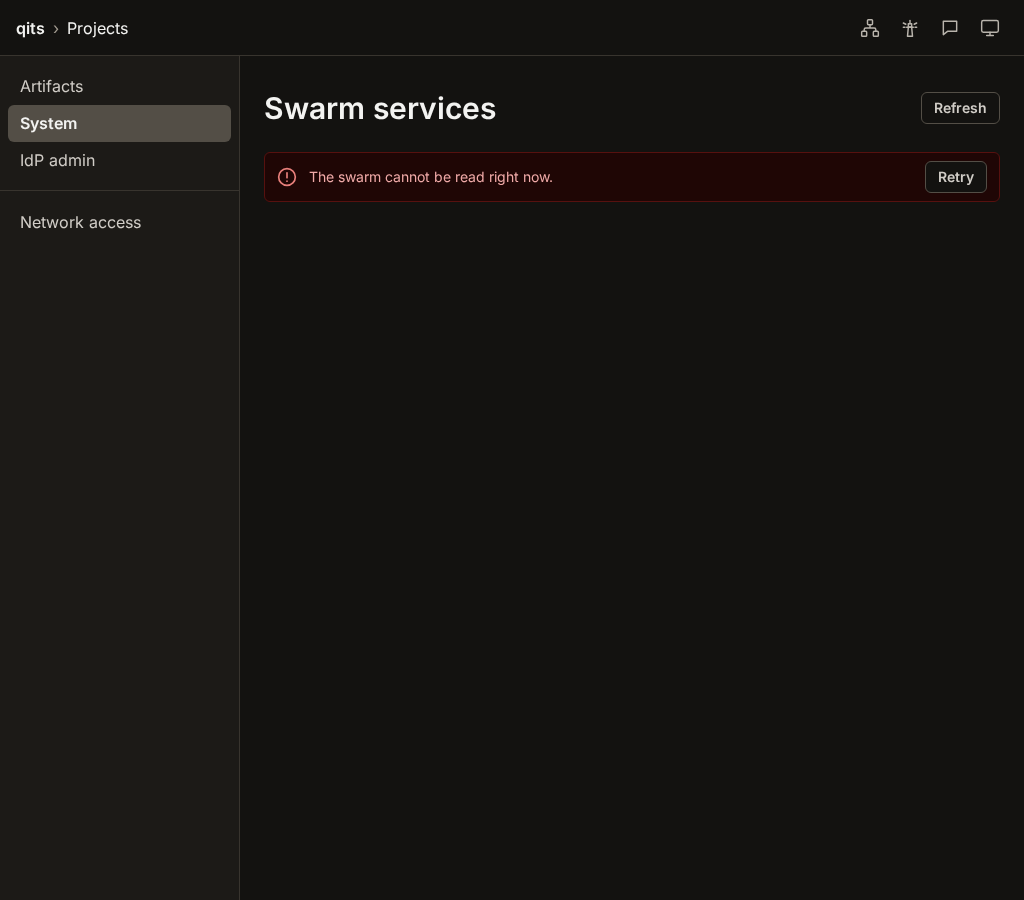 qits › Projects
Artifacts
System
IdP admin
Network access
Swarm services
Refresh
The swarm cannot be read right now.
Retry